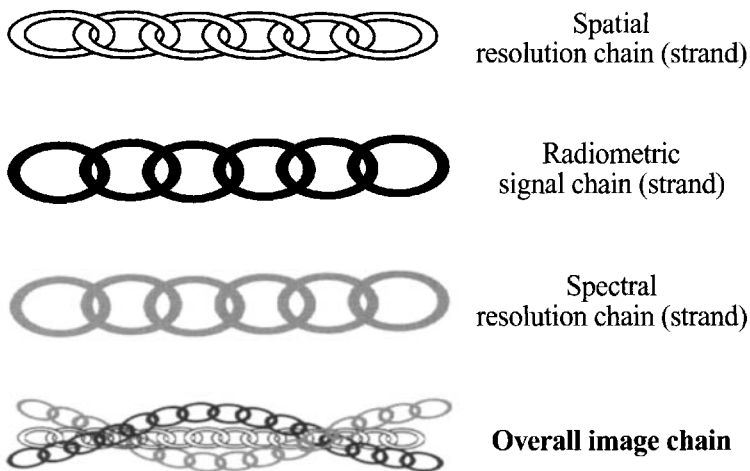 Spatial
resolution chain (strand)
Radiometric
signal chain (strand)
Spectral
resolution chain (strand)
Overall image chain